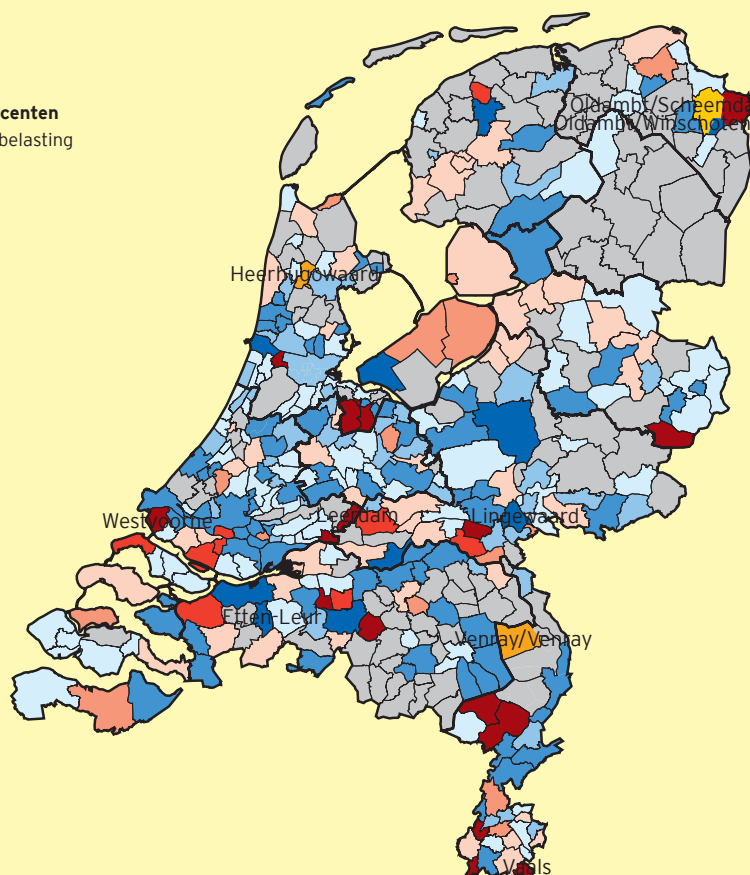 centen
belasting
Oldambt/Scheemda
Oldambt/Winschoten
Heerhugowaard
Westvoorne
Leerdam
Lingewaard
Etten-Leur
Venray/Venray
Vaals